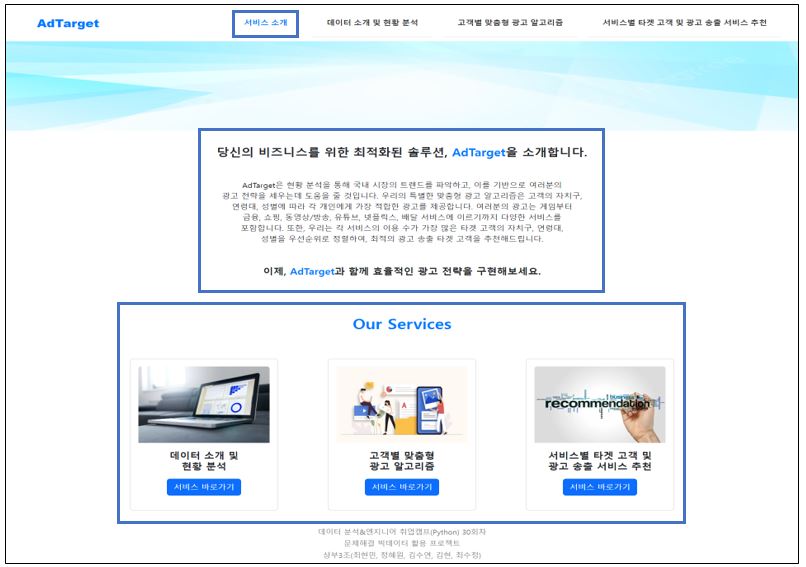 AdTarget
서비스 소개
데이터 소개 및 현황 분석
고객별 맞춤형 광고 알고리즘
서비스별 타겟 고객 및 광고 송출 서비스 추천
당신의 비즈니스를 위한 최적화된 솔루션, AdTarget을 소개합니다.
AdTarget은 현황 분석을 통해 국내 시장의 트렌드를 파악하고, 이를 기반으로 여러분의
광고 전략을 세우는데 도움을 줄 것입니다. 우리의 특별한 맞춤형 광고 알고리즘은 고객의 자치구,
연령대, 성별에 따라 각 개인에게 가장 적합한 광고를 제공합니다. 여러분의 광고는 게임부터
금융, 쇼핑, 동영상/방송, 유튜브, 넷플릭스, 배달 서비스에 이르기까지 다양한 서비스를
포함합니다. 또한, 우리는 각 서비스의 이용 수가 가장 많은 타겟 고객의 자치구, 연령대,
성별을 우선순위로 정렬하여, 최적의 광고 송출 타겟 고객을 추천해드립니다.
이제, AdTarget과 함께 효율적인 광고 전략을 구현해보세요.
Our Services
business
recommendation
데이터 소개 및
현황 분석
서비스 바로가기
고객별 맞춤형
광고 알고리즘
서비스 바로가기
서비스별 타겟 고객 및
광고 송출 서비스 추천
서비스 바로가기
데이터 분석&엔지니어 취업캠프(Python) 30회차
문제해결 빅데이터 활용 프로젝트
상부3조(최현민, 정혜원, 김수연, 김현, 최수정)